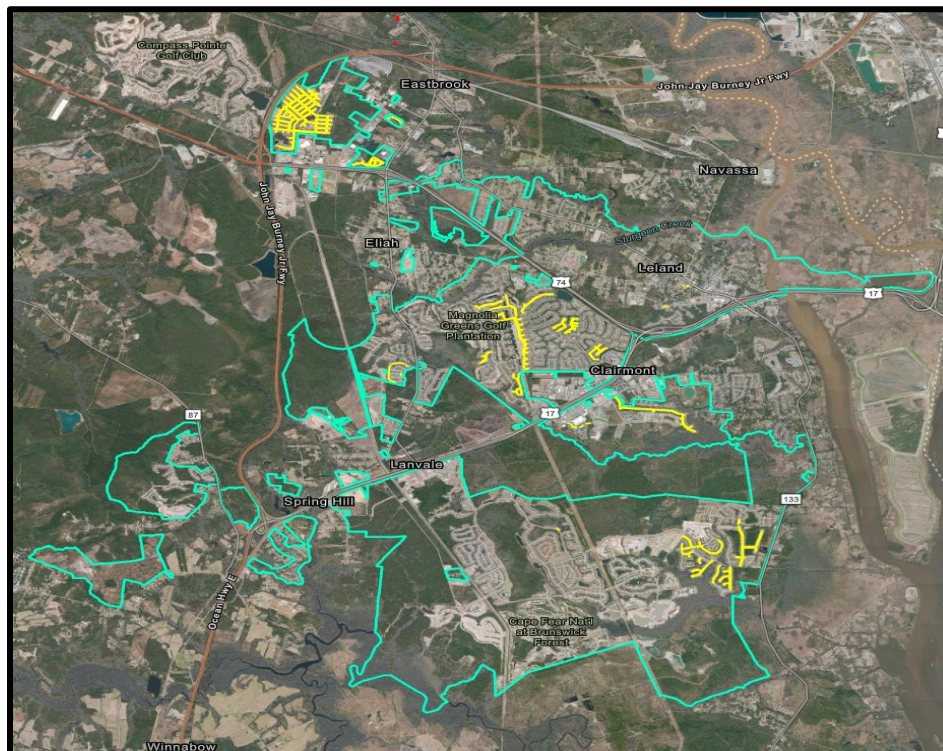 Compass Pointe
Golf Club
Eastbrook
John Jay Burney Jr Fwy
Navassa
John Jay Burney Jr Fwy
Eliah
Sturgeon Creek
Leland
74
17
Magnolia
Greens Golf
Plantation
Clairmont
87
17
Lanvale
Spring Hill
133
Ocean Hwy E
Cape Fear Nat'l
at Brunswick
Forest
Winnabow